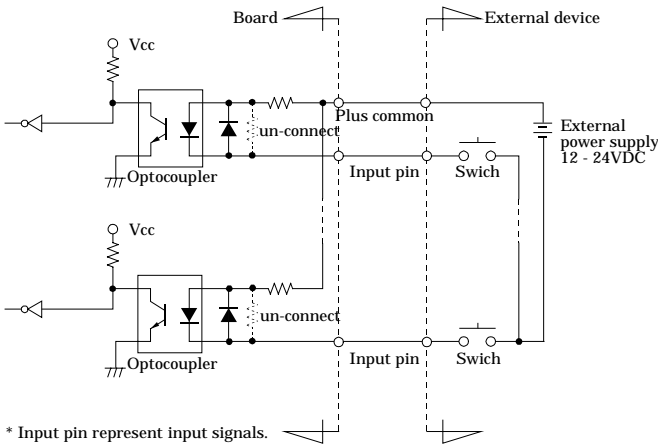 Board
External device
Vcc
Plus common
un-connect
External
power supply
12 - 24VDC
Optocoupler
Input pin
Swich
Vcc
un-connect
Optocoupler
Input pin
Swich
* Input pin represent input signals.